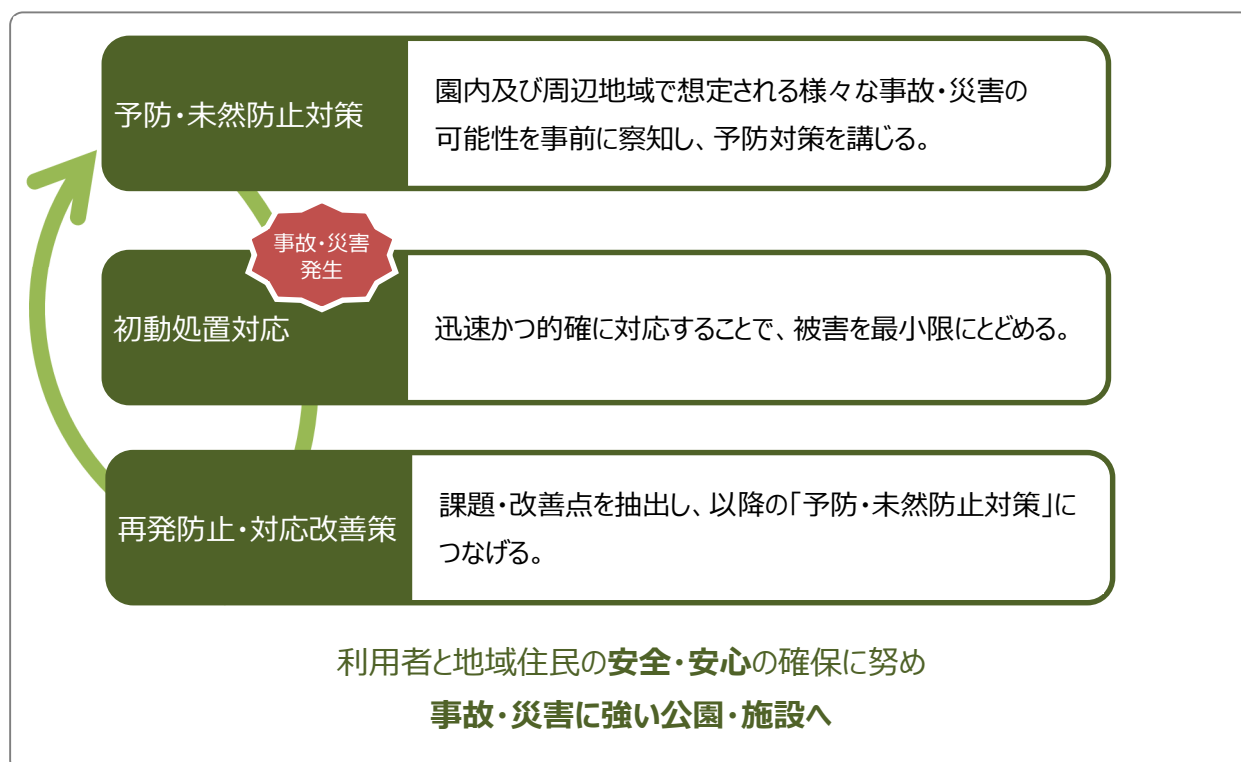 予防・未然防止対策
園内及び周辺地域で想定される様々な事故・災害の
可能性を事前に察知し、予防対策を講じる。
事故・災害
発生
初動処置対応
迅速かつ的確に対応することで、被害を最小限にとどめる。
再発防止・対応改善策
課題・改善点を抽出し、以降の「予防・未然防止対策」に
つなげる。
利用者と地域住民の安全・安心の確保に努め
事故・災害に強い公園・施設へ